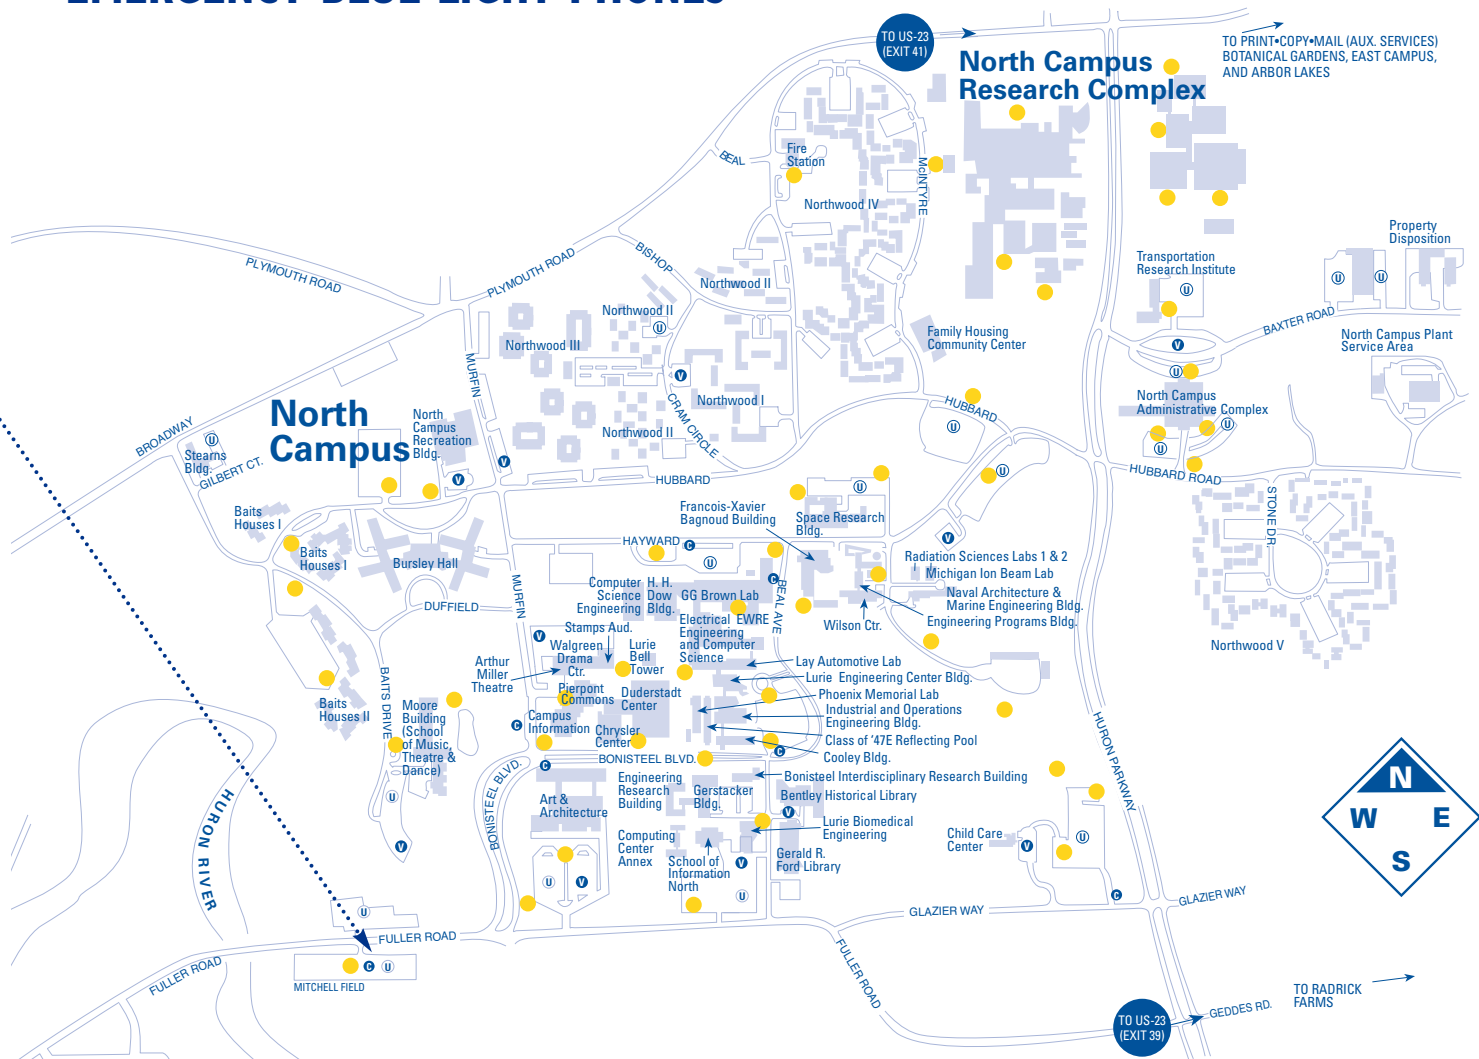 TO US-23
(EXIT 41)
TO PRINT•COPY•MAIL (AUX. SERVICES)
BOTANICAL GARDENS, EAST CAMPUS,
AND ARBOR LAKES
North Campus
Research Complex
BEAL
Fire
Station
McINTYRE
Northwood IV
Property
Disposition
PLYMOUTH ROAD
PLYMOUTH ROAD
BISHOP
Transportation
Research Institute
U
U
U
Northwood II
Northwood II
U
BAXTER ROAD
Northwood III
Family Housing
Community Center
North Campus Plant
Service Area
V
MURFIN
V
U
Northwood I
CRAM CIRCLE
HUBBARD
North Campus
Administrative Complex
North
Campus
North
Campus
Recreation
Bldg.
BROADWAY
U
Stearns
Bldg.
GILBERT CT.
Northwood II
U
U
U
V
V
HUBBARD
U
U
HUBBARD ROAD
STONE DR.
Francois-Xavier
Bagnoud Building
Space Research
Bldg.
Baits
Houses I
Baits
Houses I
Bursley Hall
HAYWARD
C
U
V
Radiation Sciences Labs 1 & 2
Michigan Ion Beam Lab
MURFIN
Computer
Science
Engineering
H. H.
Dow
Bldg.
GG Brown Lab
C
BEAL AVE
Naval Architecture &
Marine Engineering Bldg.
Engineering Programs Bldg.
DUFFIELD
Electrical
Engineering
and Computer
Science
EWRE
Wilson Ctr.
Stamps Aud.
V
Walgreen
Drama
Ctr.
Lurie
Bell
Tower
Northwood V
Arthur
Miller
Theatre
Lay Automotive Lab
Lurie Engineering Center Bldg.
Pierpont
Commons
Duderstadt
Center
Phoenix Memorial Lab
Industrial and Operations
Engineering Bldg.
BAITS DRIVE
Baits
Houses II
Moore
Building
(School
of Music,
Theatre &
Dance)
C
Campus
Information
Chrysler
Center
Class of '47E Reflecting Pool
C
Cooley Bldg.
HURON PARKWAY
BONISTEEL BLVD.
C
BONISTEEL BLVD.
Engineering
Research
Building
Gerstacker
Bldg.
Bonisteel Interdisciplinary Research Building
Bentley Historical Library
N
W
E
S
HURON RIVER
U
Art &
Architecture
V
Lurie Biomedical
Engineering
V
Computing
Center
Annex
School of
Information
North
V
Gerald R.
Ford Library
Child Care
Center
V
U
U
V
U
C
GLAZIER WAY
GLAZIER WAY
U
FULLER ROAD
FULLER ROAD
C
U
MITCHELL FIELD
FULLER ROAD
TO RADRICK
FARMS
GEDDES RD.
TO US-23
(EXIT 39)